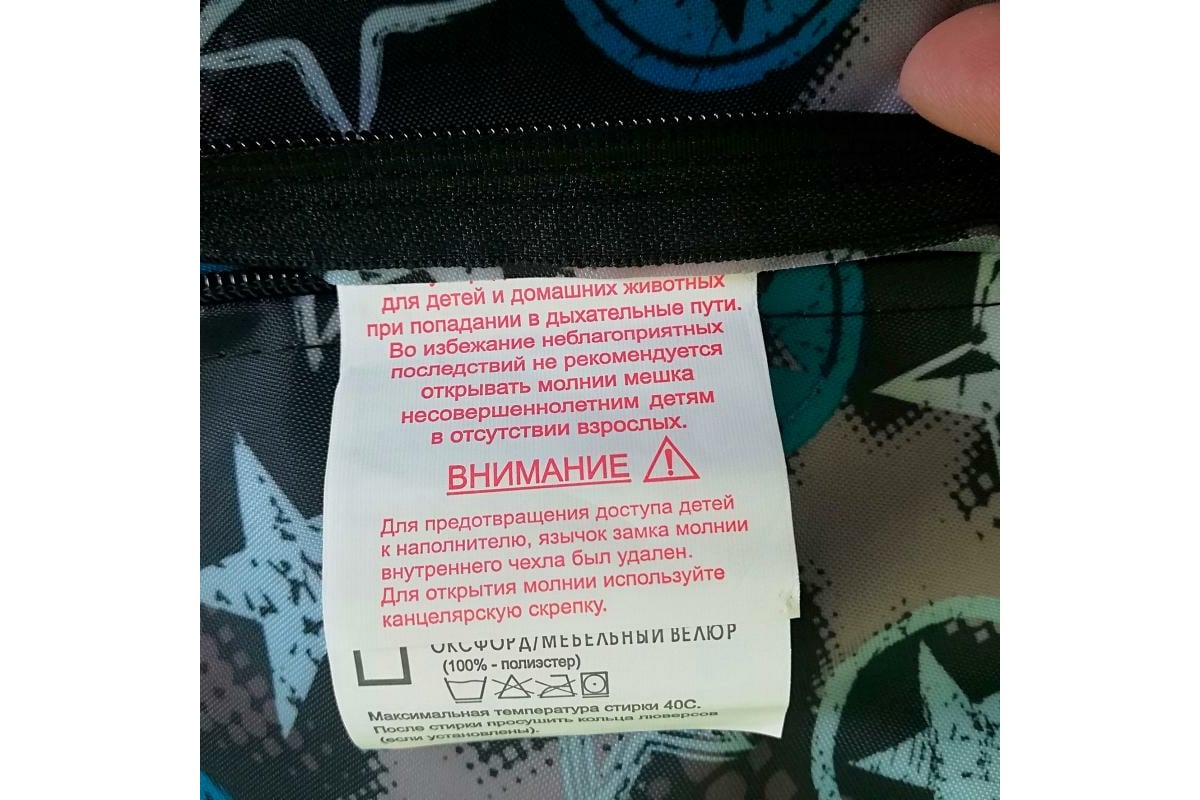 для детей и домашних животных
при попадании в дыхательные пути.
Во избежание неблагоприятных
последствий не рекомендуется
открывать молнии мешка
несовершеннолетним детям
в отсутствии взрослых.
ВНИМАНИЕ
Для предотвращения доступа детей
к наполнителю, язычок замка молнии
внутреннего чехла был удален.
Для открытия молнии используйте
канцелярскую скрепку.
ОКСФОРД/МЕБЕЛЬНЫЙ ВЕЛЮР
(100% - полиэстер)
Максимальная температура стирки 40С.
После стирки просушить кольца люверсов
(если установлены).